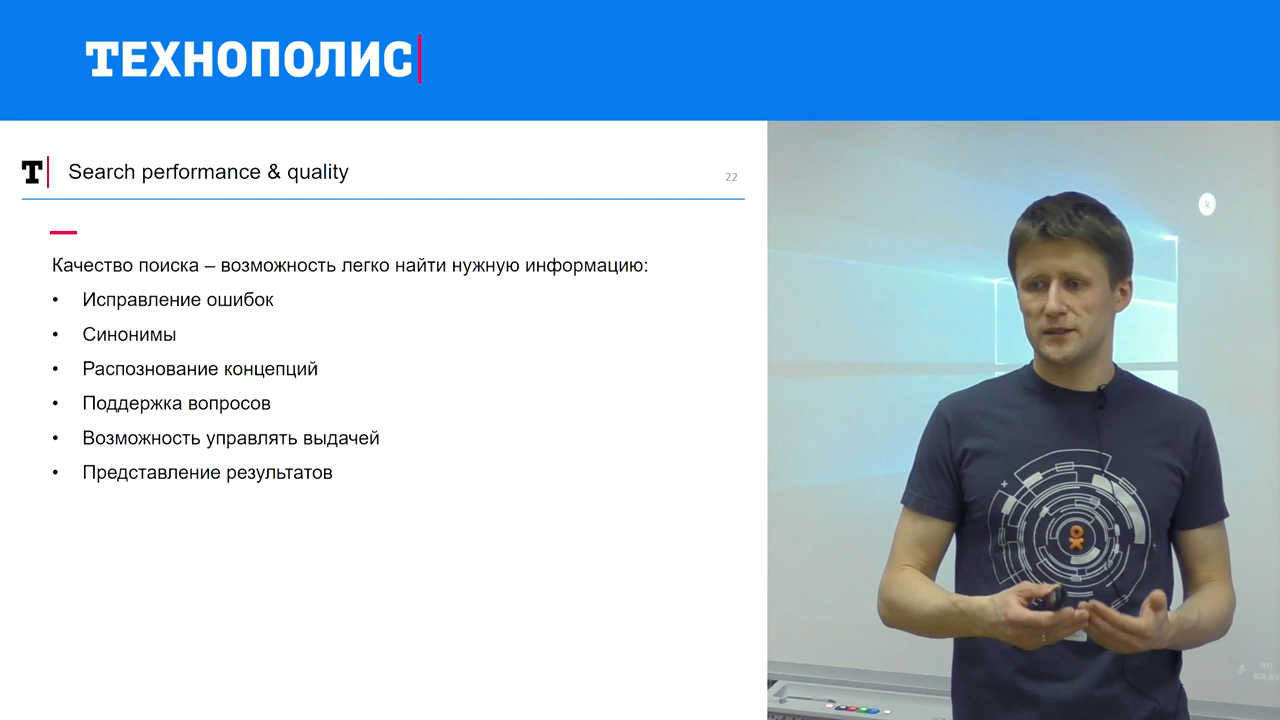 ТЕХНОПОЛИС
Т
Search performance & quality
22
Качество поиска – возможность легко найти нужную информацию:
• Исправление ошибок
• Синонимы
• Распознование концепций
• Поддержка вопросов
• Возможность управлять выдачей
• Представление результатов